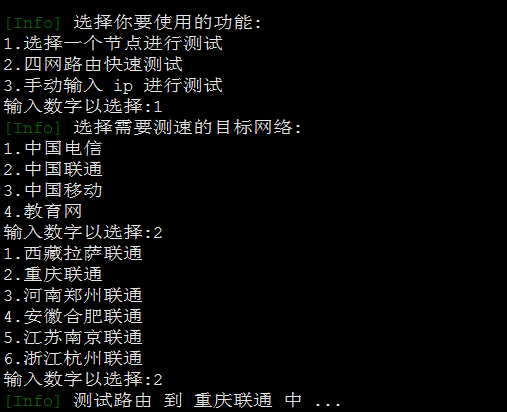 [Info] 选择你要使用的功能:
1.选择一个节点进行测试
2.四网路由快速测试
3.手动输入 ip 进行测试
输入数字以选择:1
[Info] 选择需要测速的目标网络:
1.中国电信
2.中国联通
3.中国移动
4.教育网
输入数字以选择:2
1.西藏拉萨联通
2.重庆联通
3.河南郑州联通
4.安徽合肥联通
5.江苏南京联通
6.浙江杭州联通
输入数字以选择:2
[Info] 测试路由 到 重庆联通 中 ...